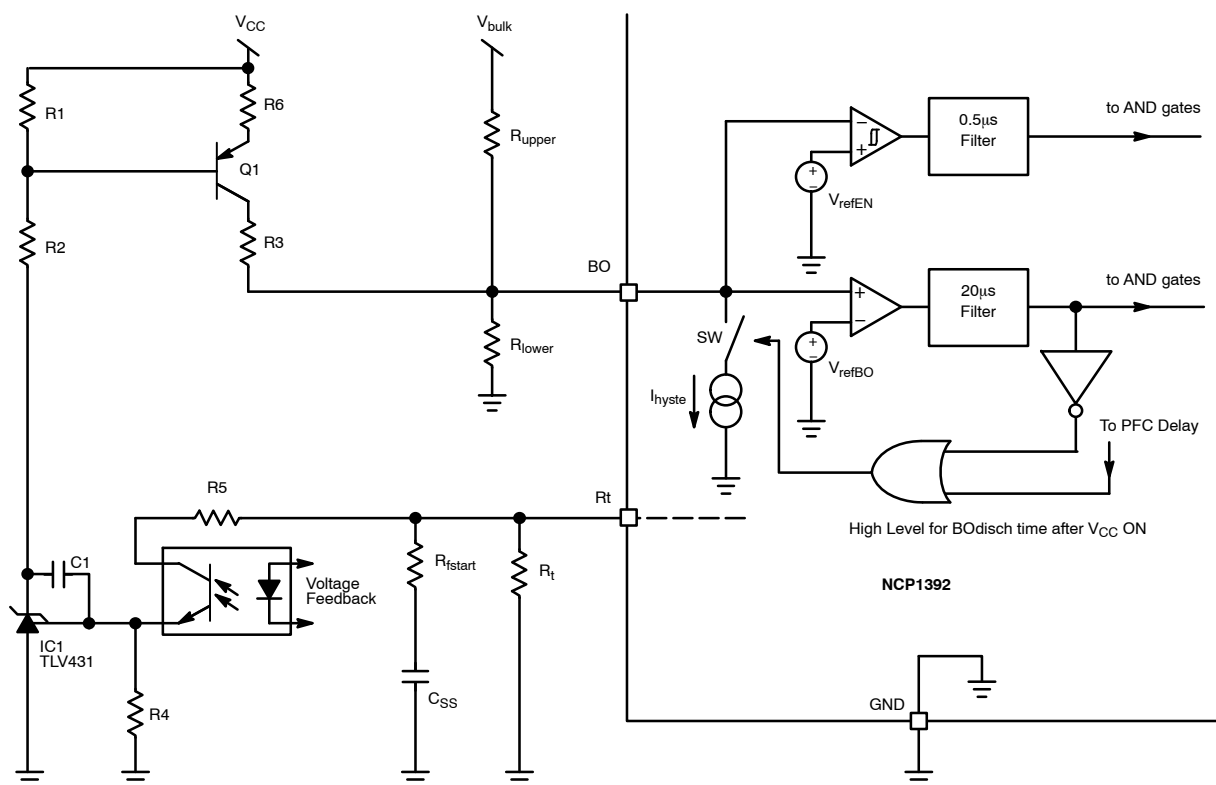 VCC
Vbulk
R1
R6
Q1
Rupper
R2
R3
BO
Rlower
−
+
+
−
VrefEN
0.5µs
Filter
to AND gates
+
−
+
−
VrefBO
20µs
Filter
to AND gates
SW
Ihyste
To PFC Delay
High Level for BOdisch time after VCC ON
R5
Rt
C1
Voltage
Feedback
Rfstart
Rt
NCP1392
IC1
TLV431
R4
CSS
GND